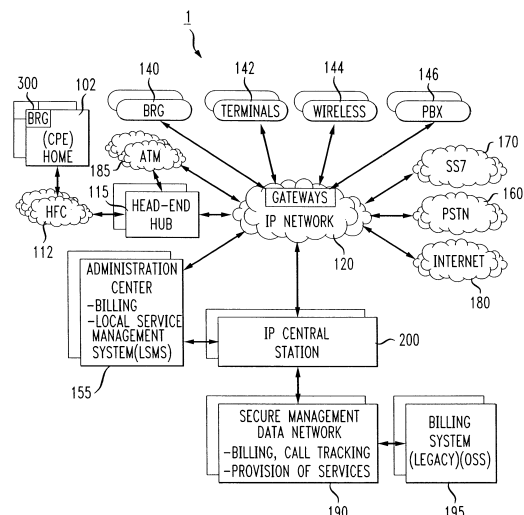 1
140
142
144
146
300
102
BRG
(CPE)
HOME
BRG
TERMINALS
WIRELESS
PBX
185
ATM
SS7
170
115
HFC
112
HEAD-END
HUB
GATEWAYS
IP NETWORK
120
PSTN
160
INTERNET
180
ADMINISTRATION
CENTER
-BILLING
-LOCAL SERVICE
MANAGEMENT
SYSTEM(LSMS)
155
IP CENTRAL
STATION
200
SECURE MANAGEMENT
DATA NETWORK
-BILLING, CALL TRACKING
-PROVISION OF SERVICES
190
BILLING
SYSTEM
(LEGACY)(OSS)
195